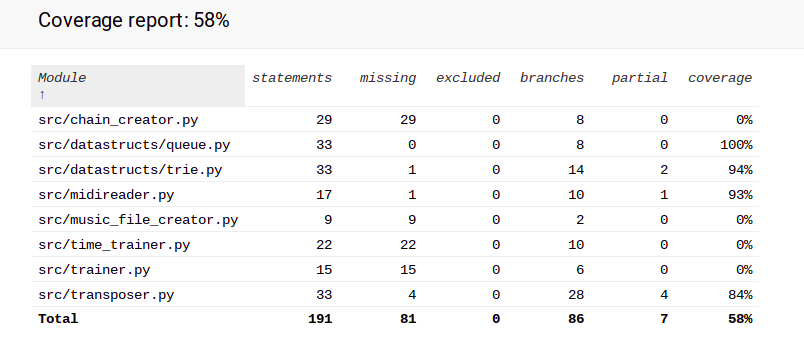 Coverage report: 58%
Module statements missing excluded branches partial coverage
↑
src/chain_creator.py 29 29 0 8 0 0%
src/datastructs/queue.py 33 0 0 8 0 100%
src/datastructs/trie.py 33 1 0 14 2 94%
src/midireader.py 17 1 0 10 1 93%
src/music_file_creator.py 9 9 0 2 0 0%
src/time_trainer.py 22 22 0 10 0 0%
src/trainer.py 15 15 0 6 0 0%
src/transposer.py 33 4 0 28 4 84%
Total 191 81 0 86 7 58%